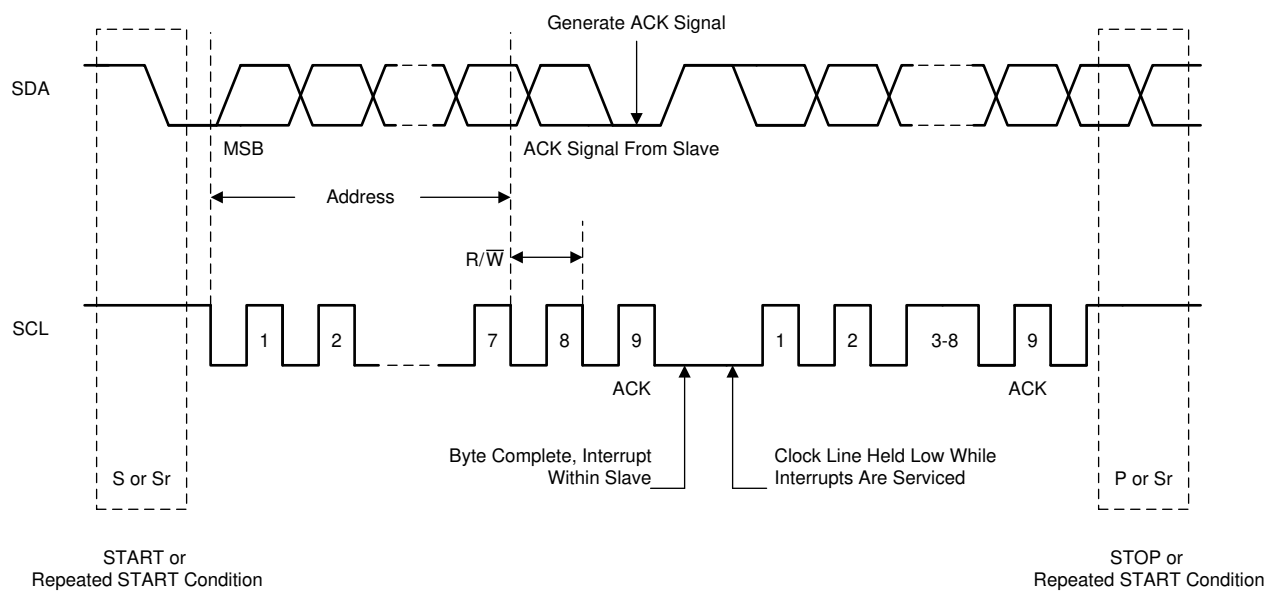 Generate ACK Signal
SDA
MSB
ACK Signal From Slave
Address
R/W̅
SCL
1
2
7
8
9
1
2
3-8
9
ACK
ACK
Byte Complete, Interrupt
Within Slave
Clock Line Held Low While
Interrupts Are Serviced
S or Sr
P or Sr
START or
Repeated START Condition
STOP or
Repeated START Condition